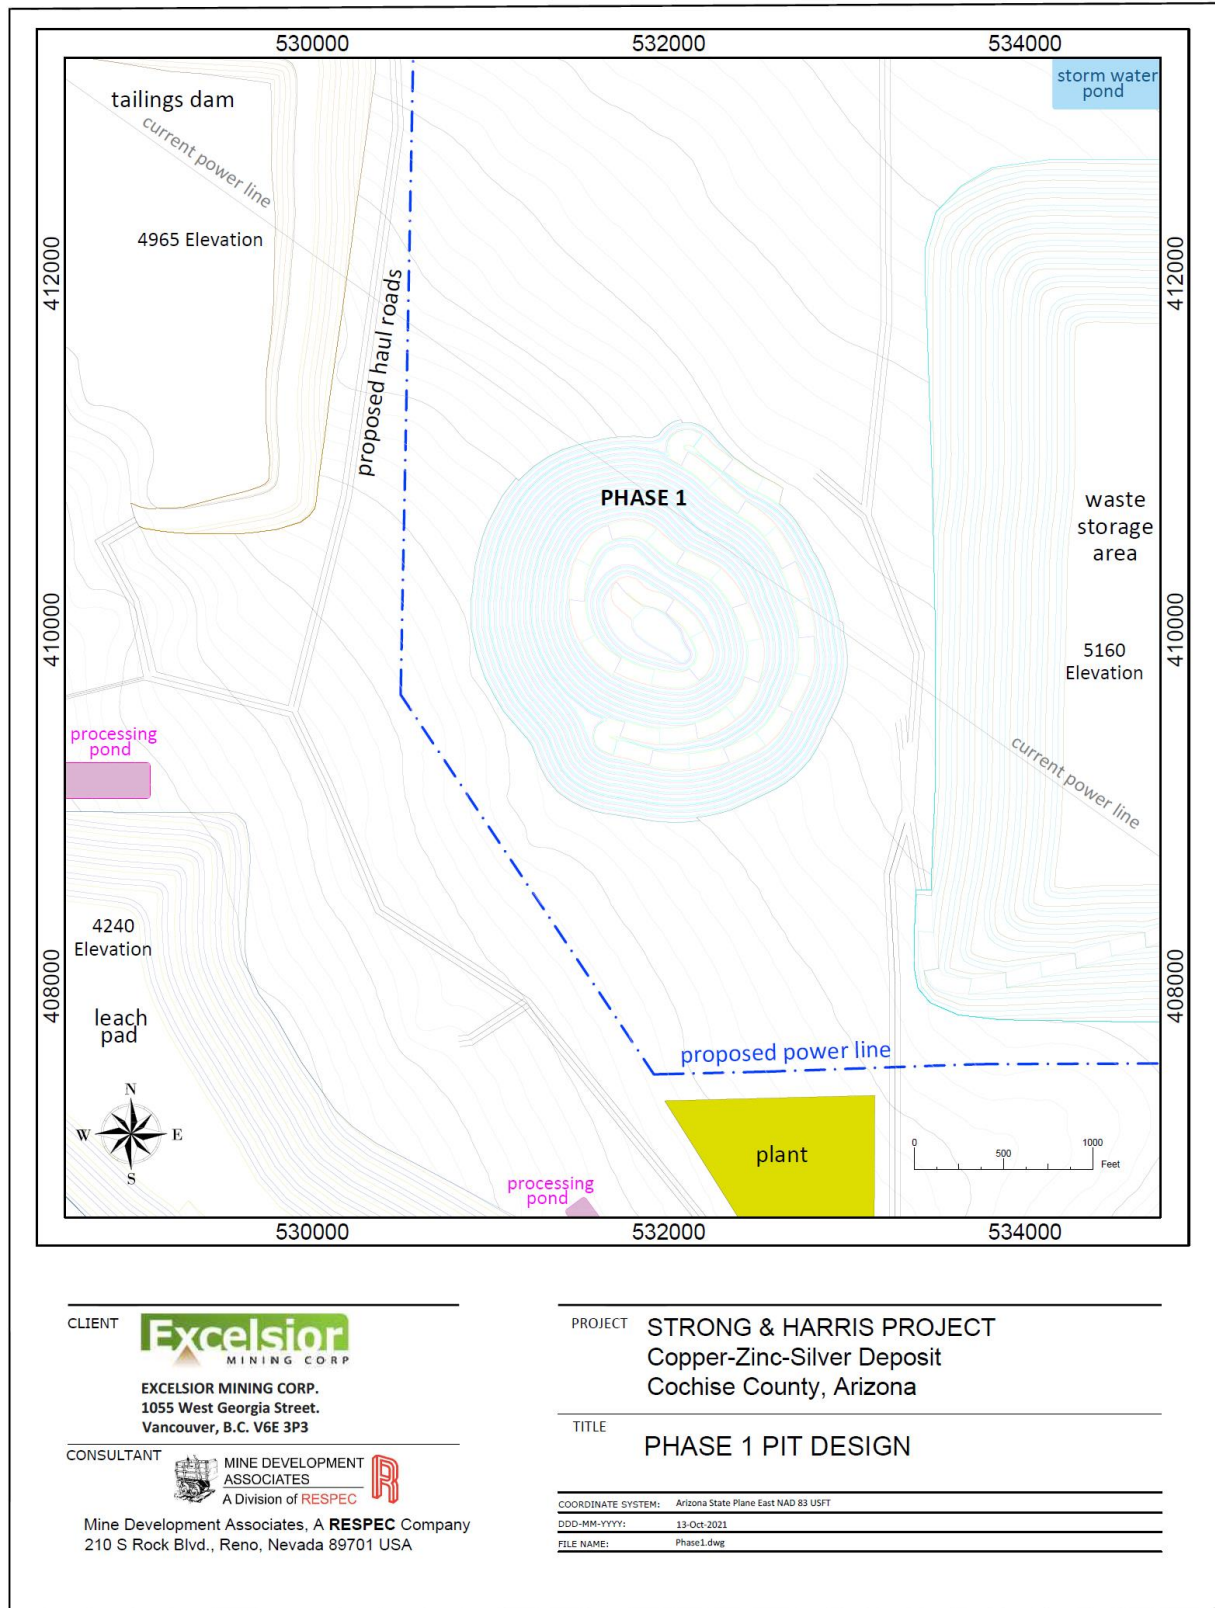 530000 532000 534000
storm water
pond
tailings dam
current power line
4965 Elevation
412000
412000
proposed haul roads
PHASE 1
waste
storage
area
410000
410000
5160
Elevation
processing
pond
current power line
4240
Elevation
408000
408000
leach
pad
proposed power line
N
W E
S
plant
0 500 1000
Feet
processing
pond
530000 532000 534000
CLIENT
Excelsior
MINING CORP
EXCELSIOR MINING CORP.
1055 West Georgia Street.
Vancouver, B.C. V6E 3P3
CONSULTANT
MINE DEVELOPMENT
ASSOCIATES
A Division of RESPEC
R
Mine Development Associates, A RESPEC Company
210 S Rock Blvd., Reno, Nevada 89701 USA
PROJECT STRONG & HARRIS PROJECT
Copper-Zinc-Silver Deposit
Cochise County, Arizona
TITLE
PHASE 1 PIT DESIGN
COORDINATE SYSTEM: Arizona State Plane East NAD 83 USFT
DDD-MM-YYYY: 13-Oct-2021
FILE NAME: Phase1.dwg